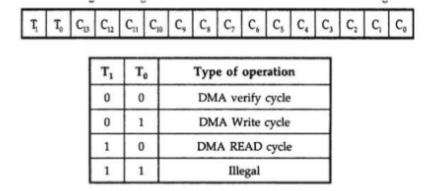 T₁ T₀ C₁₃ C₁₂ C₁₁ C₁₀ C₉ C₈ C₇ C₆ C₅ C₄ C₃ C₂ C₁ C₀
T₁ T₀ Type of operation
0 0 DMA verify cycle
0 1 DMA Write cycle
1 0 DMA READ cycle
1 1 Illegal